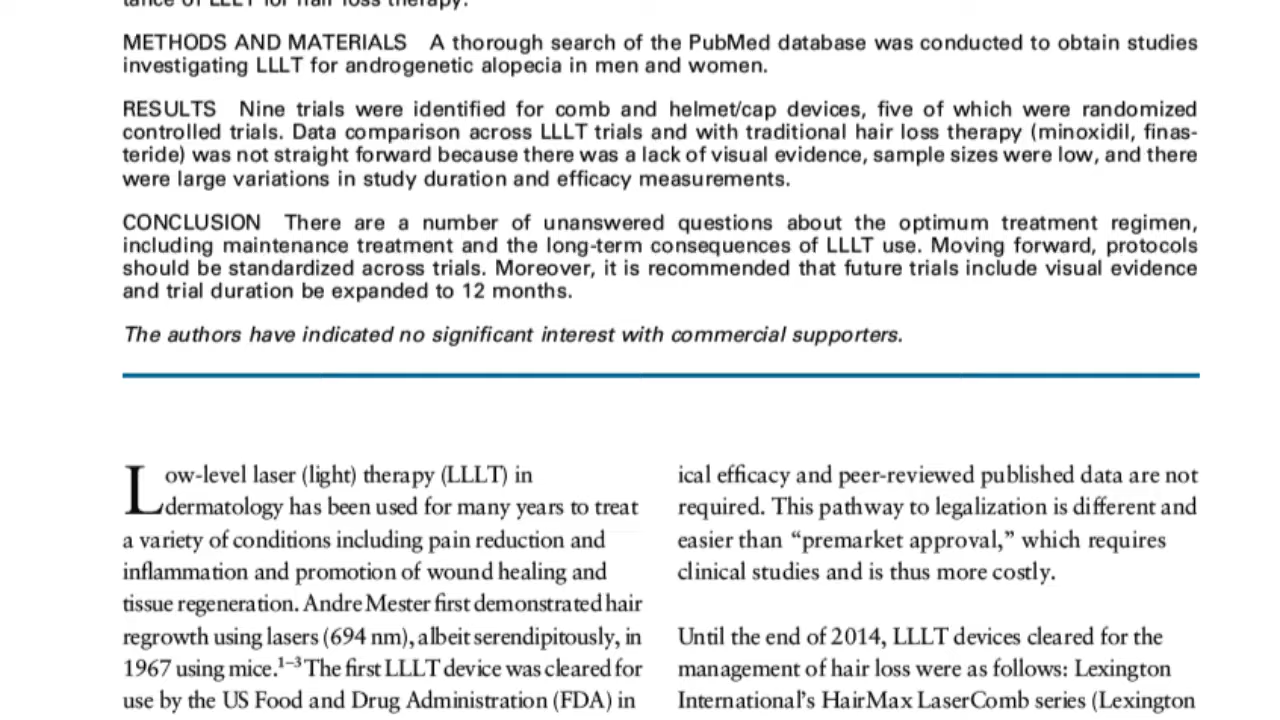 tance of LLLT for hair loss therapy.
METHODS AND MATERIALS A thorough search of the PubMed database was conducted to obtain studies
investigating LLLT for androgenetic alopecia in men and women.
RESULTS Nine trials were identified for comb and helmet/cap devices, five of which were randomized
controlled trials. Data comparison across LLLT trials and with traditional hair loss therapy (minoxidil, finas-
teride) was not straight forward because there was a lack of visual evidence, sample sizes were low, and there
were large variations in study duration and efficacy measurements.
CONCLUSION There are a number of unanswered questions about the optimum treatment regimen,
including maintenance treatment and the long-term consequences of LLLT use. Moving forward, protocols
should be standardized across trials. Moreover, it is recommended that future trials include visual evidence
and trial duration be expanded to 12 months.
The authors have indicated no significant interest with commercial supporters.
Low-level laser (light) therapy (LLLT) in
dermatology has been used for many years to treat
a variety of conditions including pain reduction and
inflammation and promotion of wound healing and
tissue regeneration. Andre Mester first demonstrated hair
regrowth using lasers (694 nm), albeit serendipitously, in
1967 using mice.1–3 The first LLLT device was cleared for
use by the US Food and Drug Administration (FDA) in
ical efficacy and peer-reviewed published data are not
required. This pathway to legalization is different and
easier than “premarket approval,” which requires
clinical studies and is thus more costly.
Until the end of 2014, LLLT devices cleared for the
management of hair loss were as follows: Lexington
International’s HairMax LaserComb series (Lexington